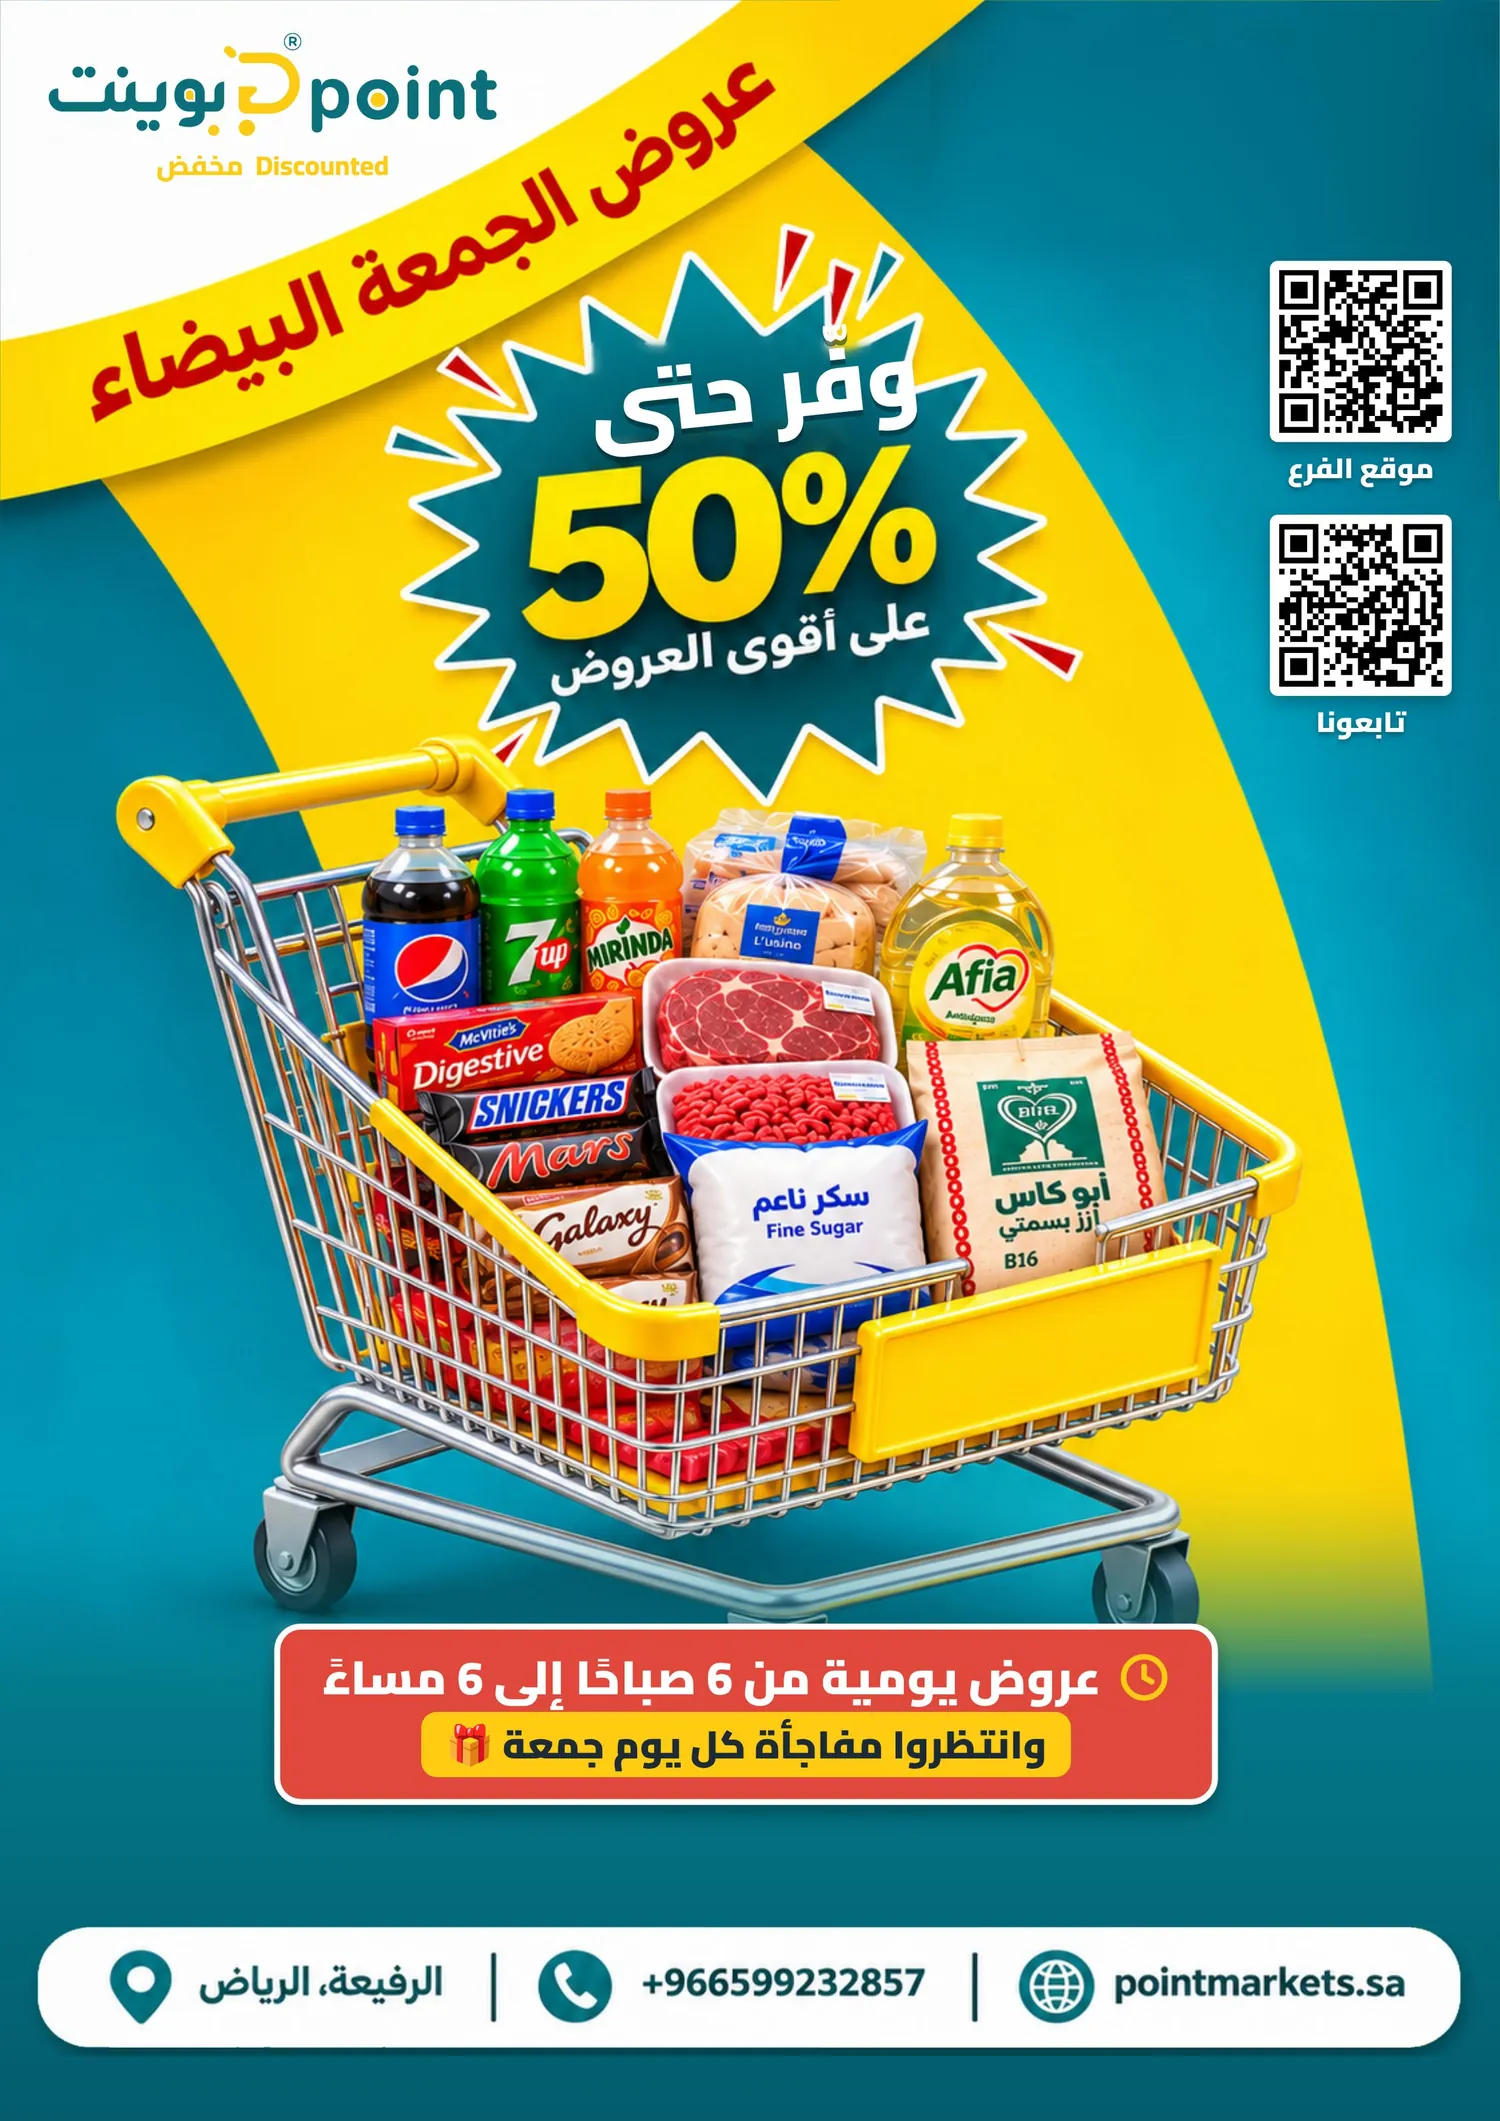 بوينت point ®
مخفض Discounted
عروض الجمعة البيضاء
وفّر حتى
50%
على أقوى العروض
موقع الفرع
تابعونا
7up
MIRINDA
L'usine
Afia
McVitie's
Digestive
SNICKERS
Mars
Galaxy
سكر ناعم
Fine Sugar
أبو كاس
أرز بسمتي
B16
عروض يومية من 6 صباحًا إلى 6 مساءً
وانتظروا مفاجأة كل يوم جمعة
الرفيعة، الرياض
+966599232857
pointmarkets.sa